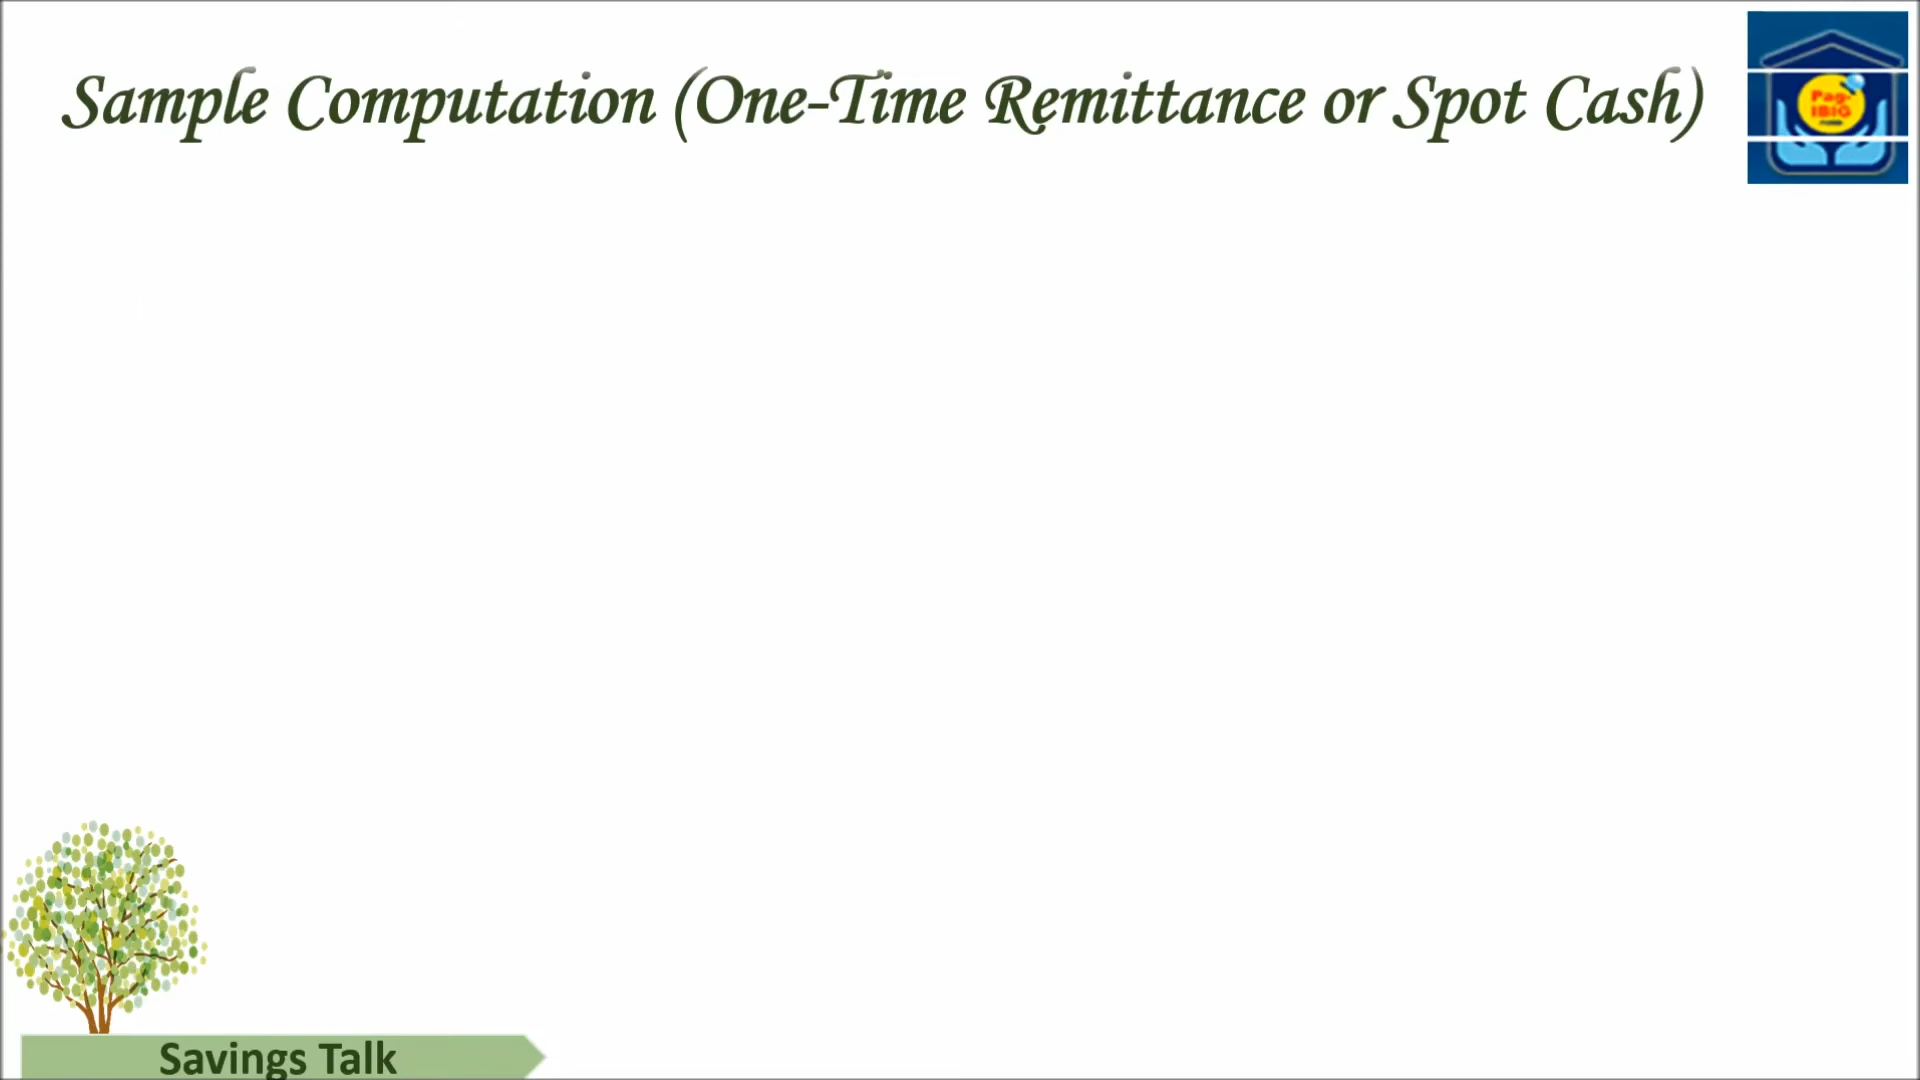 Sample Computation (One-Time Remittance or Spot Cash)
Pag-
IBIG
Savings Talk